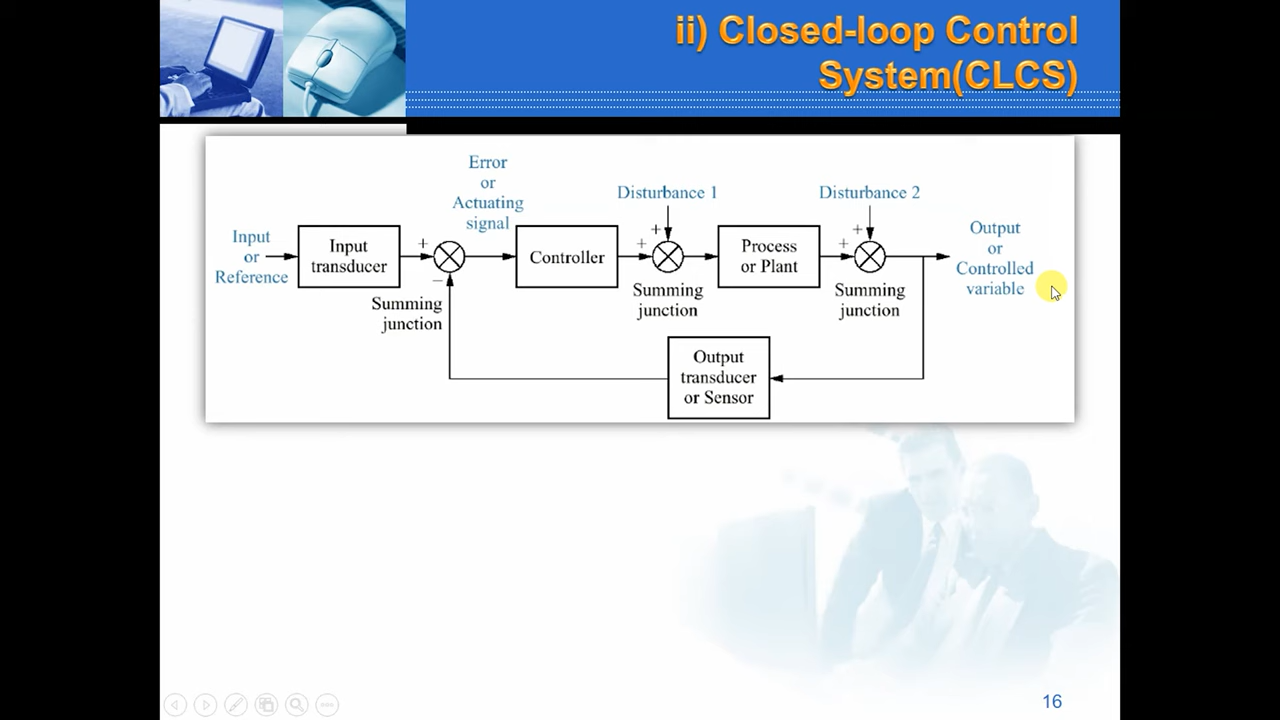 ii) Closed-loop Control
System(CLCS)
Error
or
Actuating
signal
Disturbance 1
Disturbance 2
Input
or
Reference
Input
transducer
+
−
Summing
junction
Controller
+
+
Summing
junction
Process
or Plant
+
+
Summing
junction
Output
or
Controlled
variable
Output
transducer
or Sensor
16